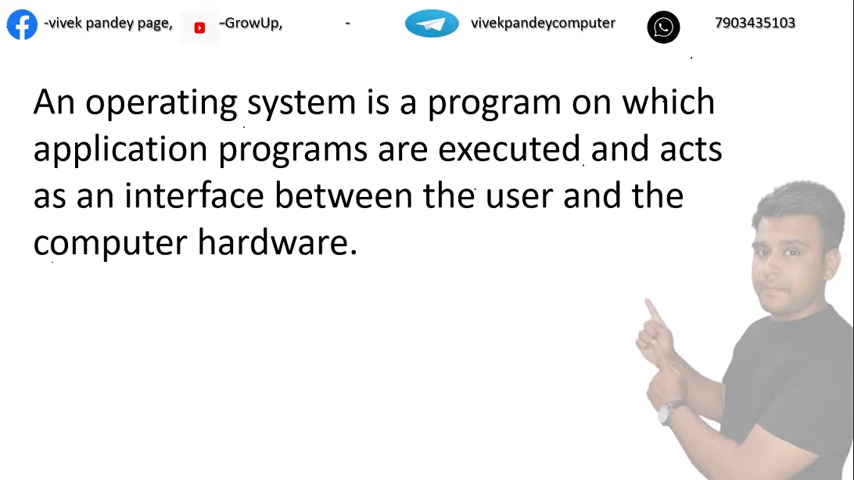 -vivek pandey page, -GrowUp, - vivekpandeycomputer 7903435103
An operating system is a program on which
application programs are executed and acts
as an interface between the user and the
computer hardware.